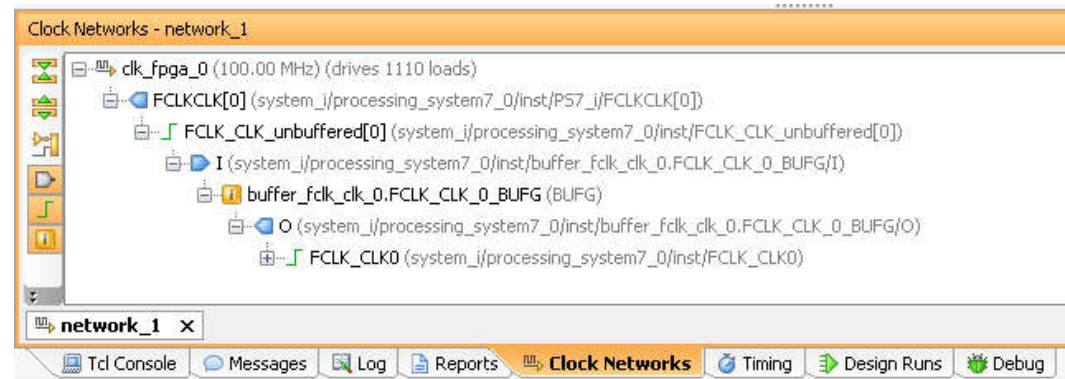 Clock Networks - network_1
clk_fpga_0 (100.00 MHz) (drives 1110 loads)
FCLKCLK[0] (system_i/processing_system7_0/inst/PS7_i/FCLKCLK[0])
FCLK_CLK_unbuffered[0] (system_i/processing_system7_0/inst/FCLK_CLK_unbuffered[0])
I (system_i/processing_system7_0/inst/buffer_fclk_clk_0.FCLK_CLK_0_BUFG/I)
buffer_fclk_clk_0.FCLK_CLK_0_BUFG (BUFG)
O (system_i/processing_system7_0/inst/buffer_fclk_clk_0.FCLK_CLK_0_BUFG/O)
FCLK_CLK0 (system_i/processing_system7_0/inst/FCLK_CLK0)
network_1 ×
Tcl Console Messages Log Reports Clock Networks Timing Design Runs Debug